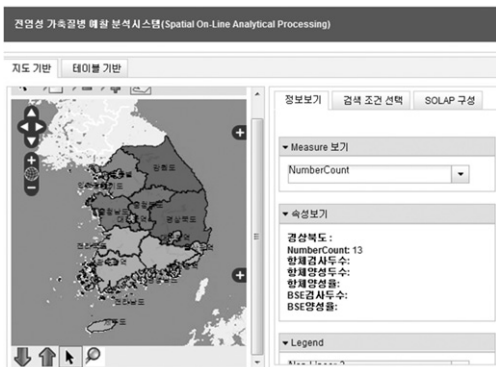 전염성 가축질병 예찰 분석시스템(Spatial On-Line Analytical Processing)
지도 기반
테이블 기반
정보보기
검색 조건 선택
SOLAP 구성
Measure 보기
NumberCount
속성보기
경상북도 :
NumberCount: 13
항체검사두수:
항체양성두수:
항체양성율:
BSE검사두수:
BSE양성율:
Legend
강원도
경상북도
전라남도